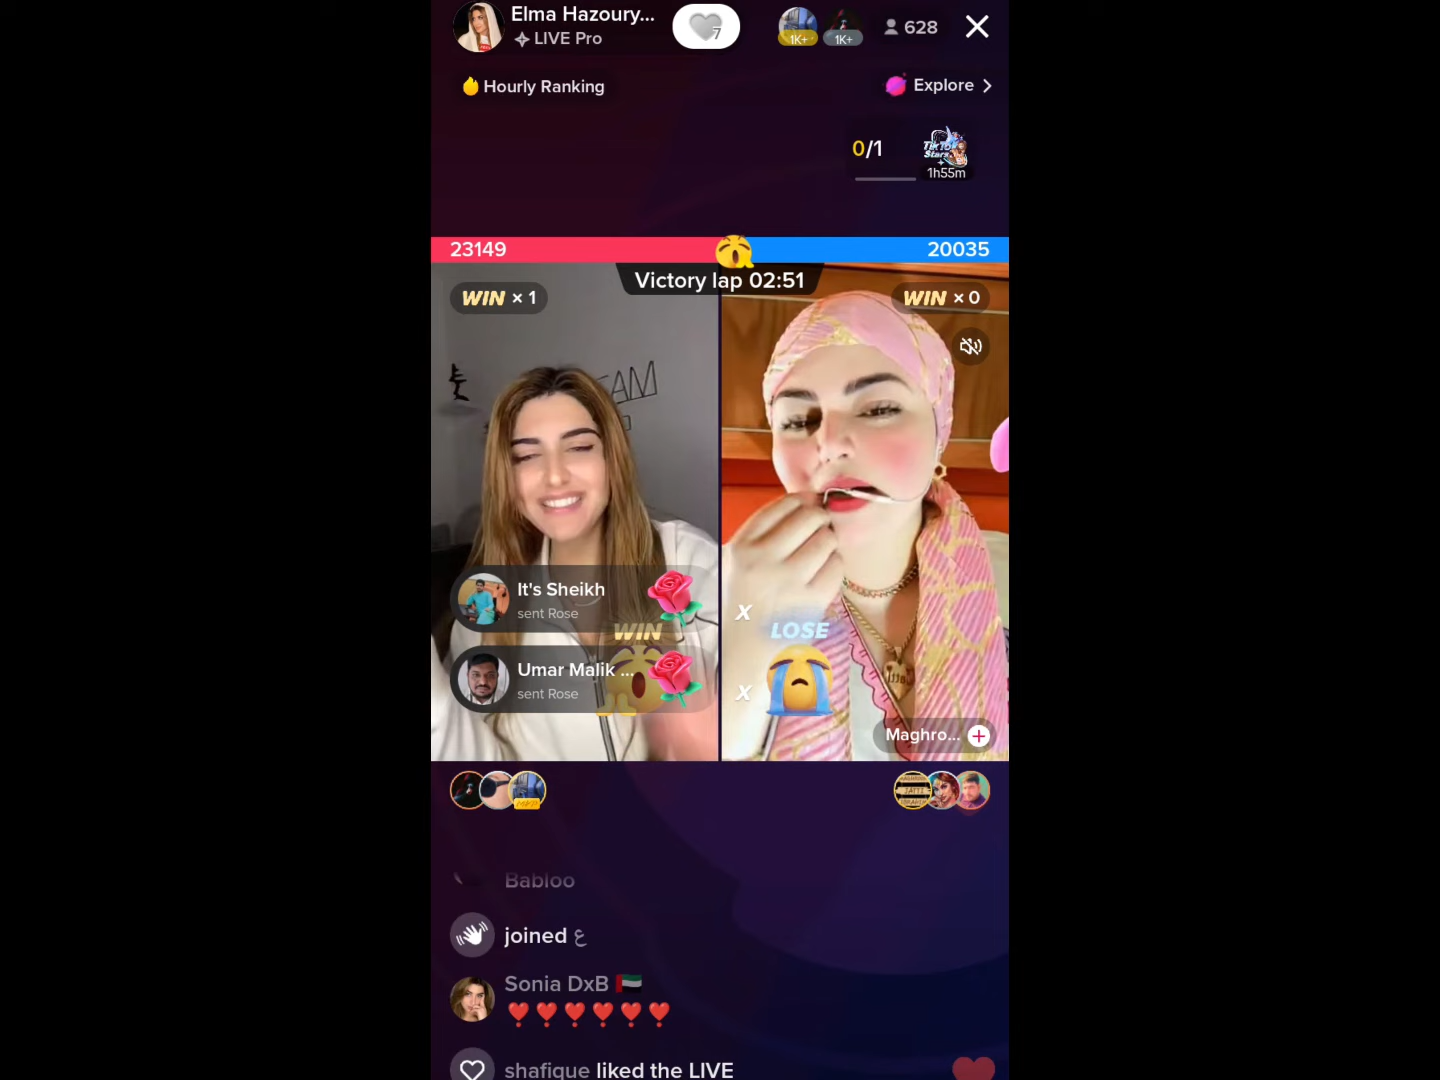 Elma Hazoury...
LIVE Pro
7
1K+
1K+
628
Hourly Ranking
Explore
0/1
TikTok
Stars
1h55m
23149
20035
Victory lap 02:51
WIN × 1
WIN × 0
It's Sheikh
sent Rose
WIN
Umar Malik ...
sent Rose
X
LOSE
X
Maghro...
Babloo
joined ع
Sonia DxB
shafique liked the LIVE